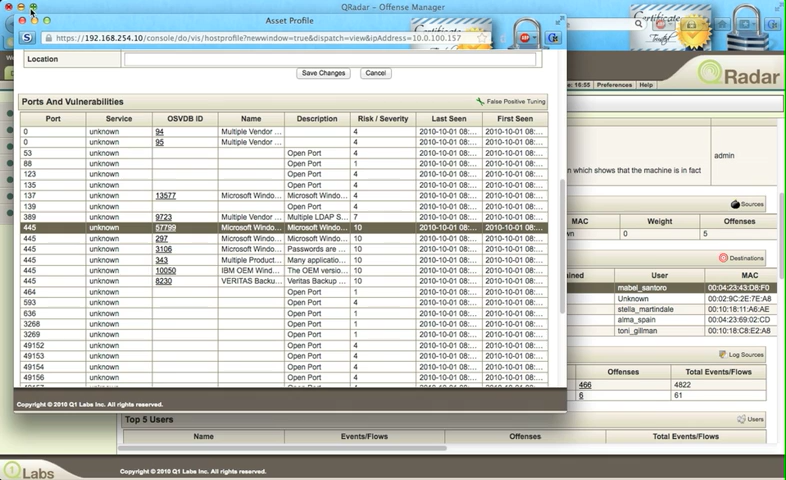 QRadar - Offense Manager
Asset Profile
https://192.168.254.10/console/do/vis/hostprofile?newwindow=true&dispatch=view&ipAddress=10.0.100.157
Location
Save Changes Cancel
Ports And Vulnerabilities False Positive Tuning
Port Service OSVDB ID Name Description Risk / Severity Last Seen First Seen
0 unknown 94 Multiple Vendor ... 4 2010-10-01 08:... 2010-10-01 08:...
0 unknown 95 Multiple Vendor ... 4 2010-10-01 08:... 2010-10-01 08:...
53 unknown Open Port 4 2010-10-01 08:... 2010-10-01 08:...
88 unknown Open Port 1 2010-10-01 08:... 2010-10-01 08:...
123 unknown Open Port 4 2010-10-01 08:... 2010-10-01 08:...
135 unknown Open Port 4 2010-10-01 08:... 2010-10-01 08:...
137 unknown 13577 Microsoft Windo... Microsoft Windo... 4 2010-10-01 08:... 2010-10-01 08:...
139 unknown Open Port 4 2010-10-01 08:... 2010-10-01 08:...
389 unknown 9723 Multiple Vendor ... Multiple LDAP S... 7 2010-10-01 08:... 2010-10-01 08:...
445 unknown 57799 Microsoft Windo... Microsoft Windo... 10 2010-10-01 08:... 2010-10-01 08:...
445 unknown 297 Microsoft Windo... Microsoft Windo... 10 2010-10-01 08:... 2010-10-01 08:...
445 unknown 3106 Microsoft Windo... Passwords are ... 10 2010-10-01 08:... 2010-10-01 08:...
445 unknown 343 Multiple Product... Many applicatio... 10 2010-10-01 08:... 2010-10-01 08:...
445 unknown 10050 IBM OEM Wind... The OEM versio... 10 2010-10-01 08:... 2010-10-01 08:...
445 unknown 8230 VERITAS Backu... Veritas Backup ... 10 2010-10-01 08:... 2010-10-01 08:...
464 unknown Open Port 1 2010-10-01 08:... 2010-10-01 08:...
593 unknown Open Port 4 2010-10-01 08:... 2010-10-01 08:...
636 unknown Open Port 1 2010-10-01 08:... 2010-10-01 08:...
3268 unknown Open Port 1 2010-10-01 08:... 2010-10-01 08:...
3269 unknown Open Port 1 2010-10-01 08:... 2010-10-01 08:...
49152 unknown Open Port 4 2010-10-01 08:... 2010-10-01 08:...
49153 unknown Open Port 4 2010-10-01 08:... 2010-10-01 08:...
49154 unknown Open Port 4 2010-10-01 08:... 2010-10-01 08:...
49156 unknown Open Port 4 2010-10-01 08:... 2010-10-01 08:...
Copyright © 2010 Q1 Labs Inc. All rights reserved.
Certificate
Radar
16:55 Preferences Help
admin
n which shows that the machine is in fact
Sources
MAC Weight Offenses
wn 0 5
Destinations
ained User MAC
mabel_santoro 00:04:23:43:D8:F0
Unknown 00:02:9C:2E:7E:A8
stella_martindale 00:10:18:11:A6:AE
alma_spain 00:04:23:69:02:CD
toni_gillman 00:10:18:C8:E2:A8
Log Sources
Offenses Total Events/Flows
466 4822
6 61
Top 5 Users Users
Name Events/Flows Offenses Total Events/Flows
Labs Copyright © 2010 Q1 Labs Inc. All rights reserved.